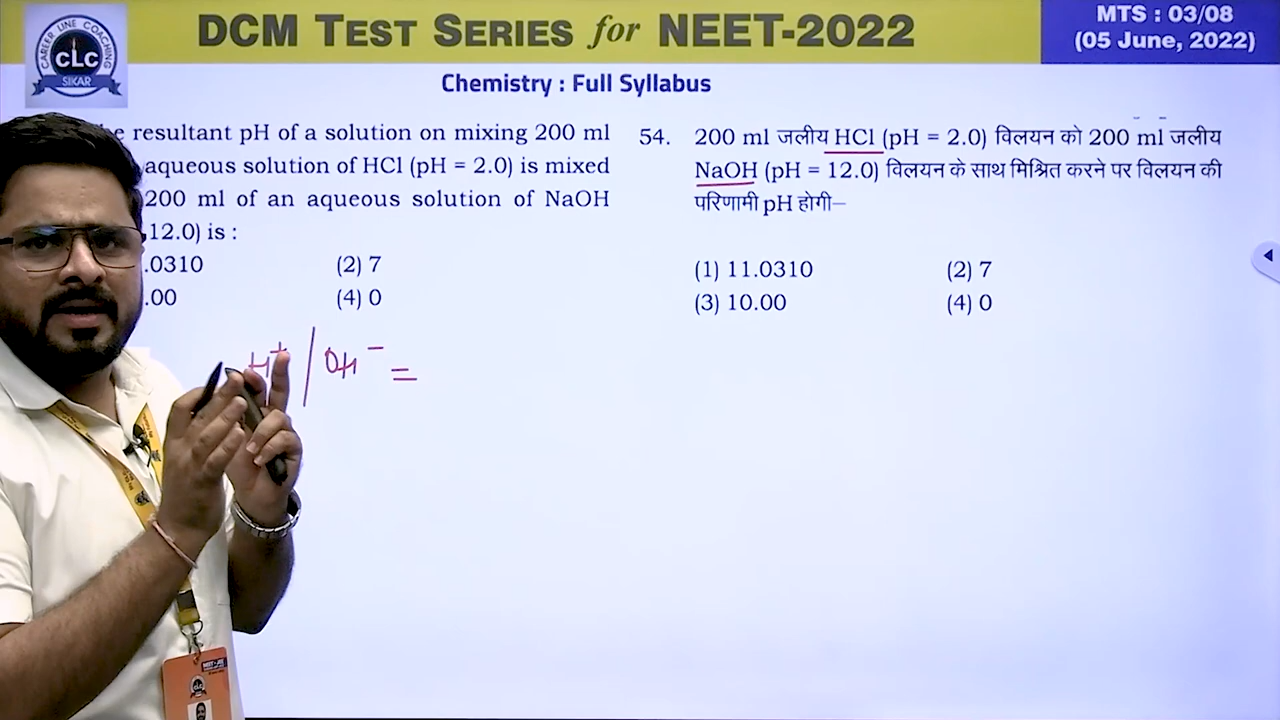 DCM TEST SERIES for NEET-2022
MTS : 03/08
(05 June, 2022)
CAREER LINE COACHING
CLC
SIKAR
Chemistry : Full Syllabus
resultant pH of a solution on mixing 200 ml
aqueous solution of HCl (pH = 2.0) is mixed
200 ml of an aqueous solution of NaOH
12.0) is :
.0310 (2) 7
.00 (4) 0
54. 200 ml जलीय HCl (pH = 2.0) विलयन को 200 ml जलीय
NaOH (pH = 12.0) विलयन के साथ मिश्रित करने पर विलयन की
परिणामी pH होगी–
(1) 11.0310 (2) 7
(3) 10.00 (4) 0
H⁺ / OH⁻ =
CLC